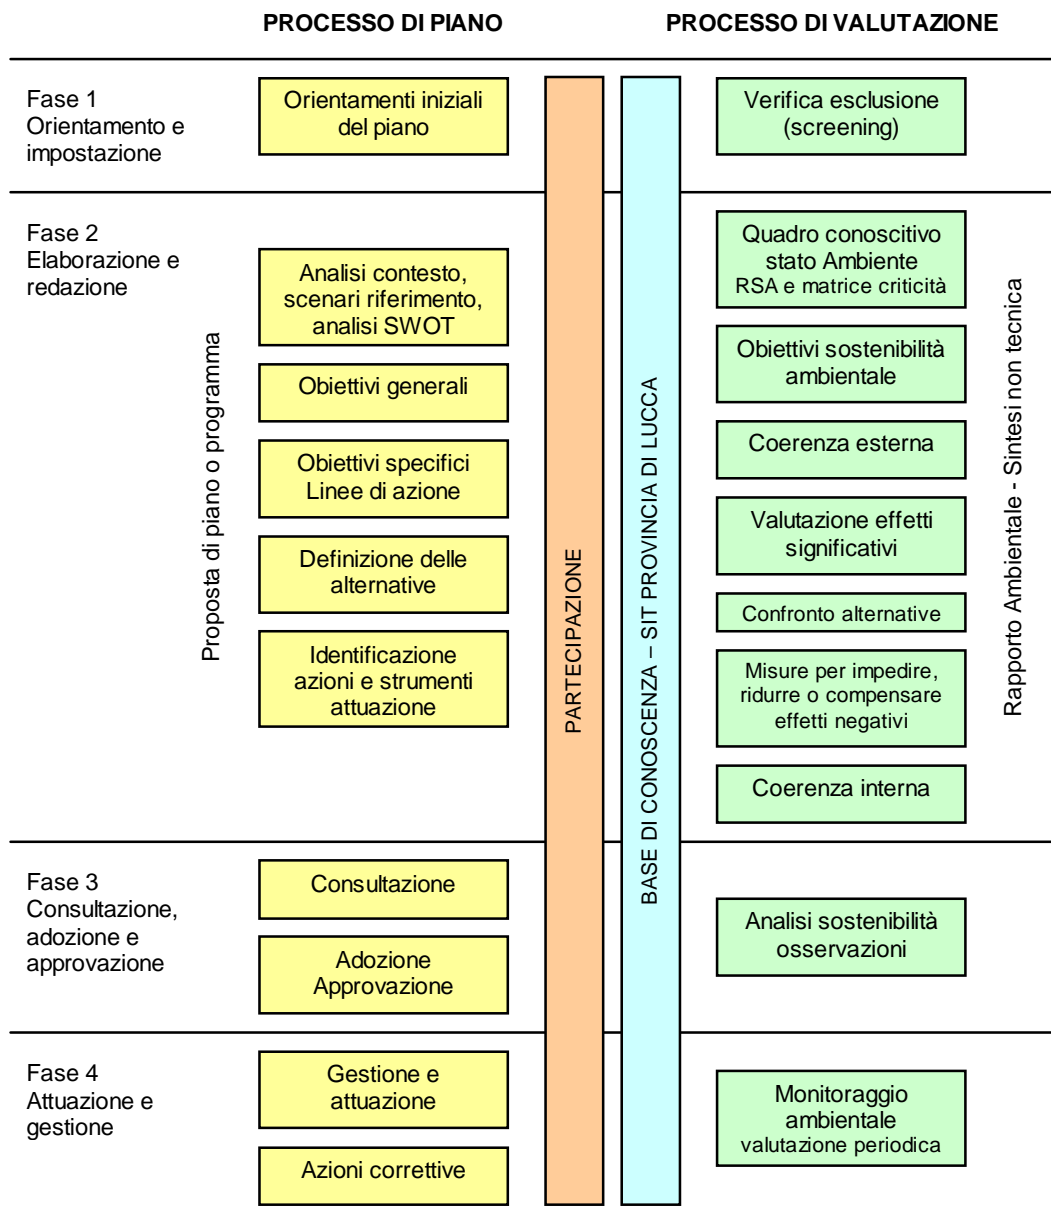 PROCESSO DI PIANO
PROCESSO DI VALUTAZIONE
Fase 1
Orientamento e
impostazione
Orientamenti iniziali
del piano
Verifica esclusione
(screening)
Fase 2
Elaborazione e
redazione
Proposta di piano o programma
Analisi contesto,
scenari riferimento,
analisi SWOT
Obiettivi generali
Obiettivi specifici
Linee di azione
Definizione delle
alternative
Identificazione
azioni e strumenti
attuazione
PARTECIPAZIONE
BASE DI CONOSCENZA – SIT PROVINCIA DI LUCCA
Quadro conoscitivo
stato Ambiente
RSA e matrice criticità
Obiettivi sostenibilità
ambientale
Coerenza esterna
Valutazione effetti
significativi
Confronto alternative
Misure per impedire,
ridurre o compensare
effetti negativi
Coerenza interna
Rapporto Ambientale - Sintesi non tecnica
Fase 3
Consultazione,
adozione e
approvazione
Consultazione
Adozione
Approvazione
Analisi sostenibilità
osservazioni
Fase 4
Attuazione e
gestione
Gestione e
attuazione
Azioni correttive
Monitoraggio
ambientale
valutazione periodica